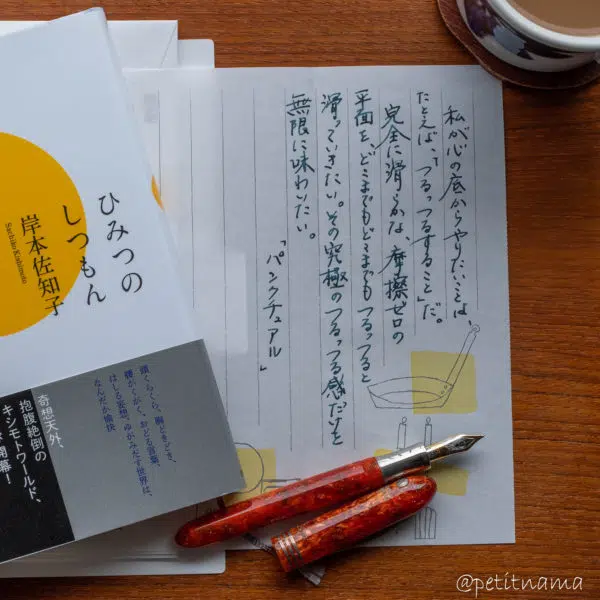 ひみつの
しつもん
岸本佐知子
Sachiko Kishimoto
頭くらくら、胸どきどき、
腰がくがく、おどる言葉、
はしる妄想、ゆがみだす世界は、
なんだか愉快
奇想天外、
抱腹絶倒の
キシモトワールド、
開幕!
私が心の底からやりたいことは、
たとえば、「つるっつるすること」だ。
完全に滑らかな、摩擦ゼロの
平面を、どこまでもどこまでもつるっつると
滑っていきたい。その究極のつるっつる感だけを
無限に味わいたい。
「パンクチュアル」
@petitnama